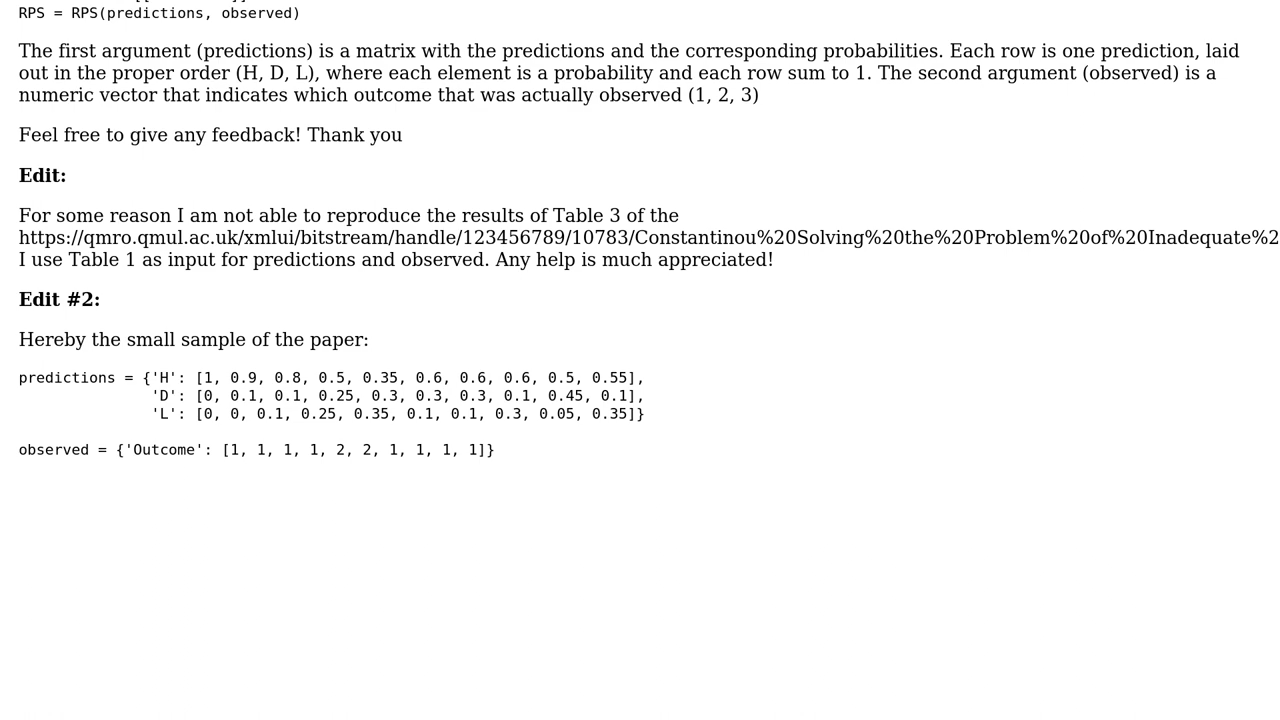 RPS = RPS(predictions, observed)
The first argument (predictions) is a matrix with the predictions and the corresponding probabilities. Each row is one prediction, laid
out in the proper order (H, D, L), where each element is a probability and each row sum to 1. The second argument (observed) is a
numeric vector that indicates which outcome that was actually observed (1, 2, 3)
Feel free to give any feedback! Thank you
Edit:
For some reason I am not able to reproduce the results of Table 3 of the
https://qmro.qmul.ac.uk/xmlui/bitstream/handle/123456789/10783/Constantinou%20Solving%20the%20Problem%20of%20Inadequate%2
I use Table 1 as input for predictions and observed. Any help is much appreciated!
Edit #2:
Hereby the small sample of the paper:
predictions = {'H': [1, 0.9, 0.8, 0.5, 0.35, 0.6, 0.6, 0.6, 0.5, 0.55],
'D': [0, 0.1, 0.1, 0.25, 0.3, 0.3, 0.3, 0.1, 0.45, 0.1],
'L': [0, 0, 0.1, 0.25, 0.35, 0.1, 0.1, 0.3, 0.05, 0.35]}
observed = {'Outcome': [1, 1, 1, 1, 2, 2, 1, 1, 1, 1]}